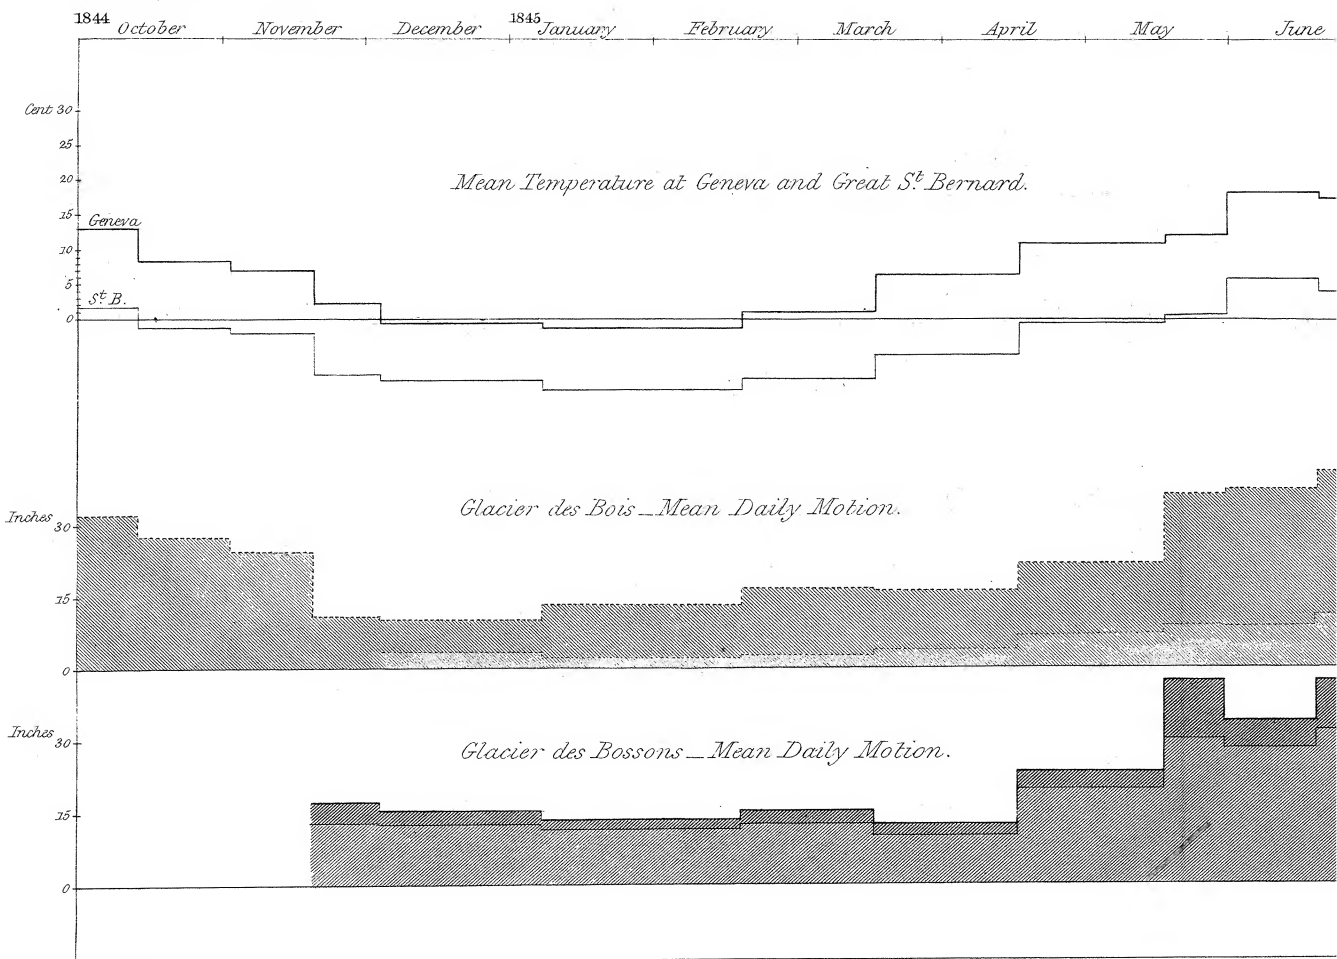 1844 1845
October November December January February March April May June
Cent 30
25
20
Mean Temperature at Geneva and Great St. Bernard.
15
Geneva
10
5
St. B.
0
Glacier des Bois _ Mean Daily Motion.
Inches 30
15
0
Inches 30
Glacier des Bossons _ Mean Daily Motion.
15
0